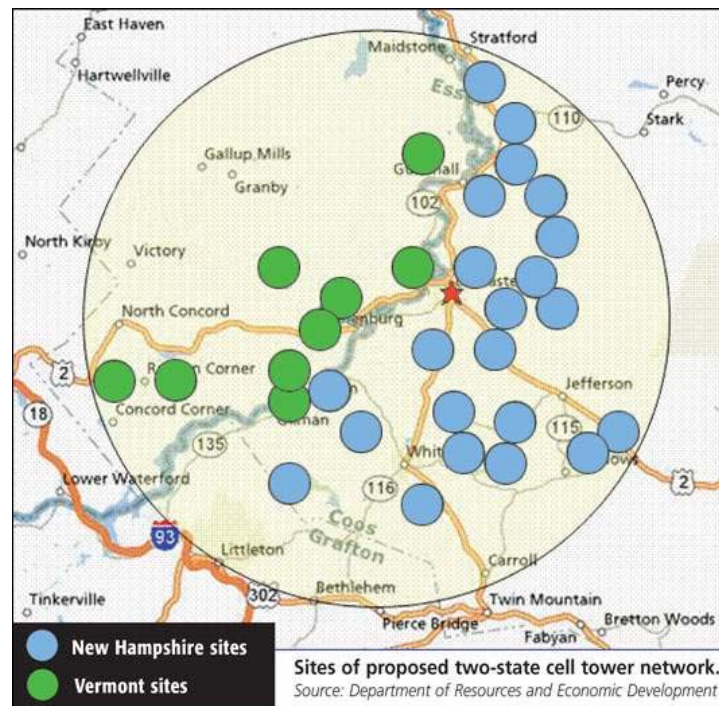 East Haven
Hartwellville
Maidstone
Stratford
Percy
Stark
110
Gallup Mills
Granby
102
North Kirby
Victory
North Concord
2
18
Concord Corner
135
Jefferson
115
116
Lower Waterford
93
Coos
Grafton
2
Littleton
Carroll
302
Bethlehem
Tinkerville
Pierce Bridge
Twin Mountain
Fabyan
Bretton Woods
New Hampshire sites
Vermont sites
Sites of proposed two-state cell tower network.
Source: Department of Resources and Economic Development